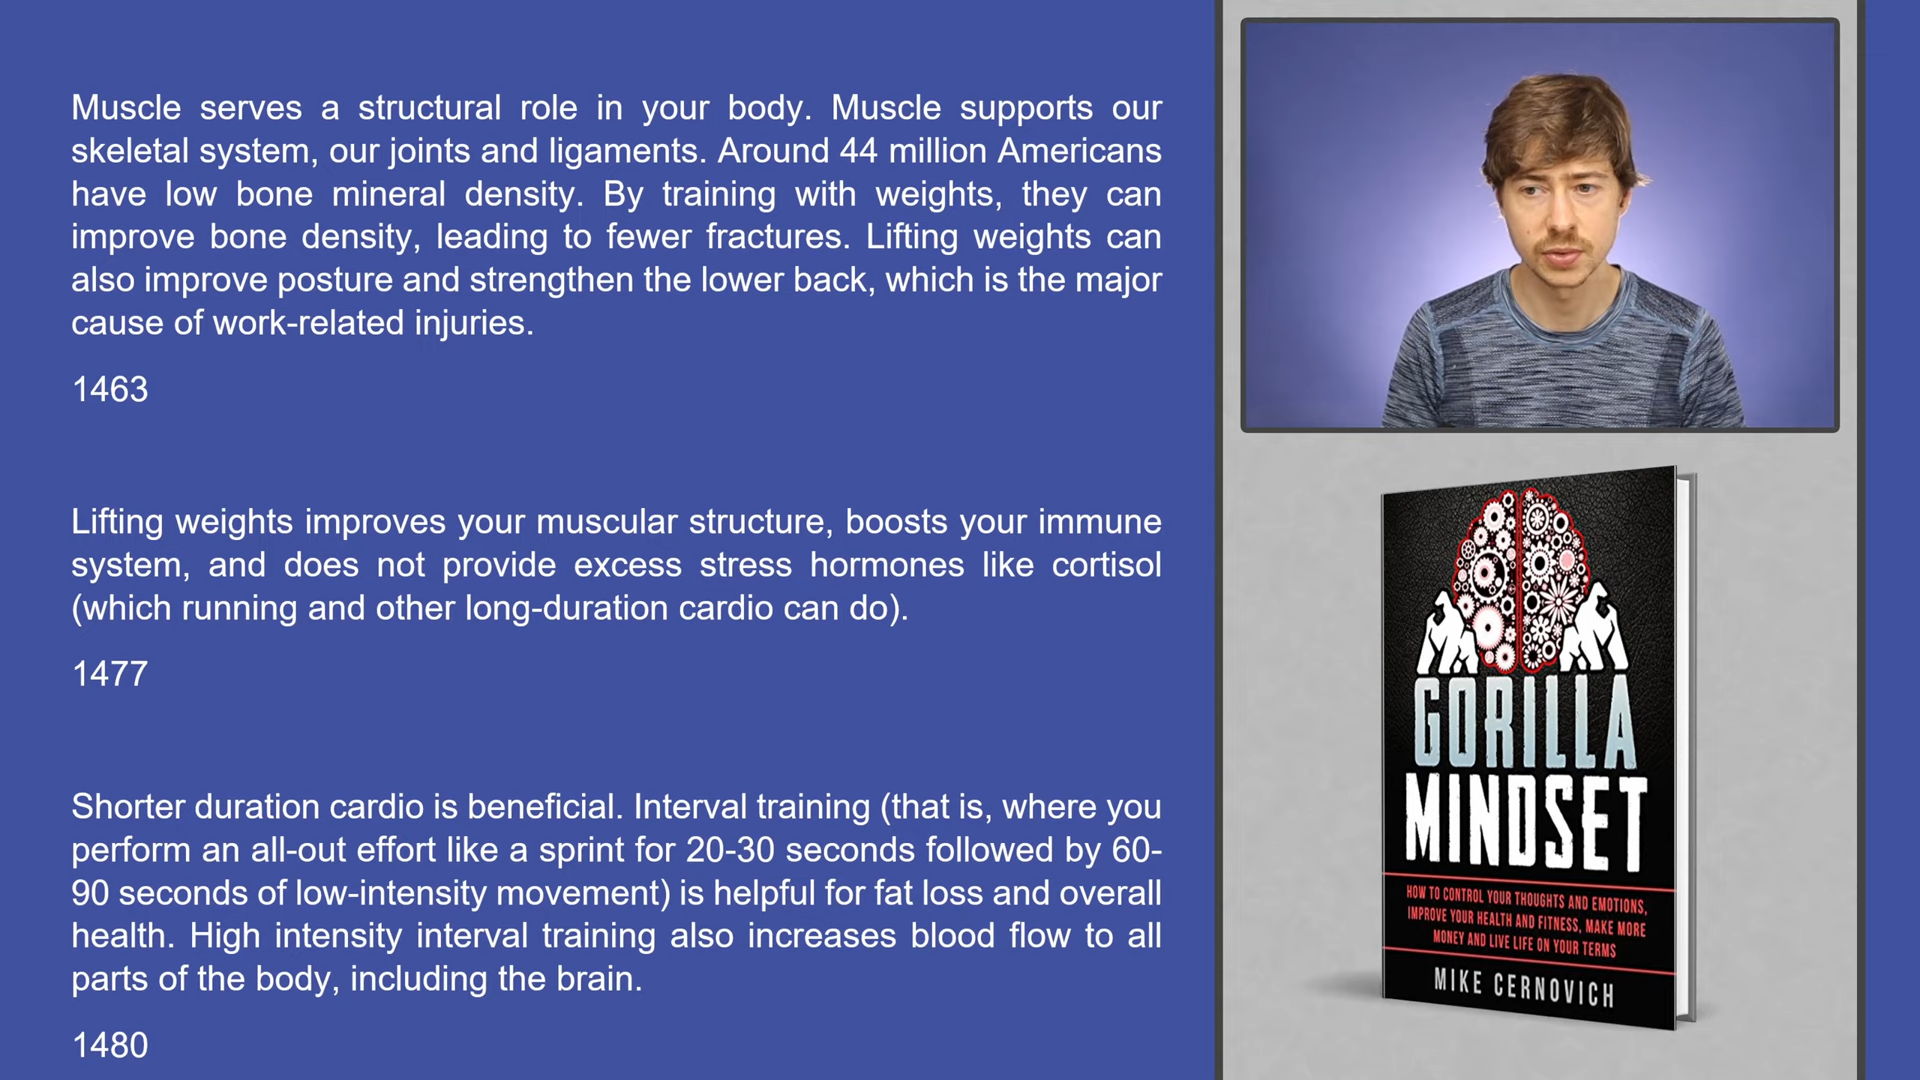 Muscle serves a structural role in your body. Muscle supports our
skeletal system, our joints and ligaments. Around 44 million Americans
have low bone mineral density. By training with weights, they can
improve bone density, leading to fewer fractures. Lifting weights can
also improve posture and strengthen the lower back, which is the major
cause of work-related injuries.
1463
Lifting weights improves your muscular structure, boosts your immune
system, and does not provide excess stress hormones like cortisol
(which running and other long-duration cardio can do).
1477
Shorter duration cardio is beneficial. Interval training (that is, where you
perform an all-out effort like a sprint for 20-30 seconds followed by 60-
90 seconds of low-intensity movement) is helpful for fat loss and overall
health. High intensity interval training also increases blood flow to all
parts of the body, including the brain.
1480
GORILLA
MINDSET
HOW TO CONTROL YOUR THOUGHTS AND EMOTIONS,
IMPROVE YOUR HEALTH AND FITNESS, MAKE MORE
MONEY AND LIVE LIFE ON YOUR TERMS
MIKE CERNOVICH